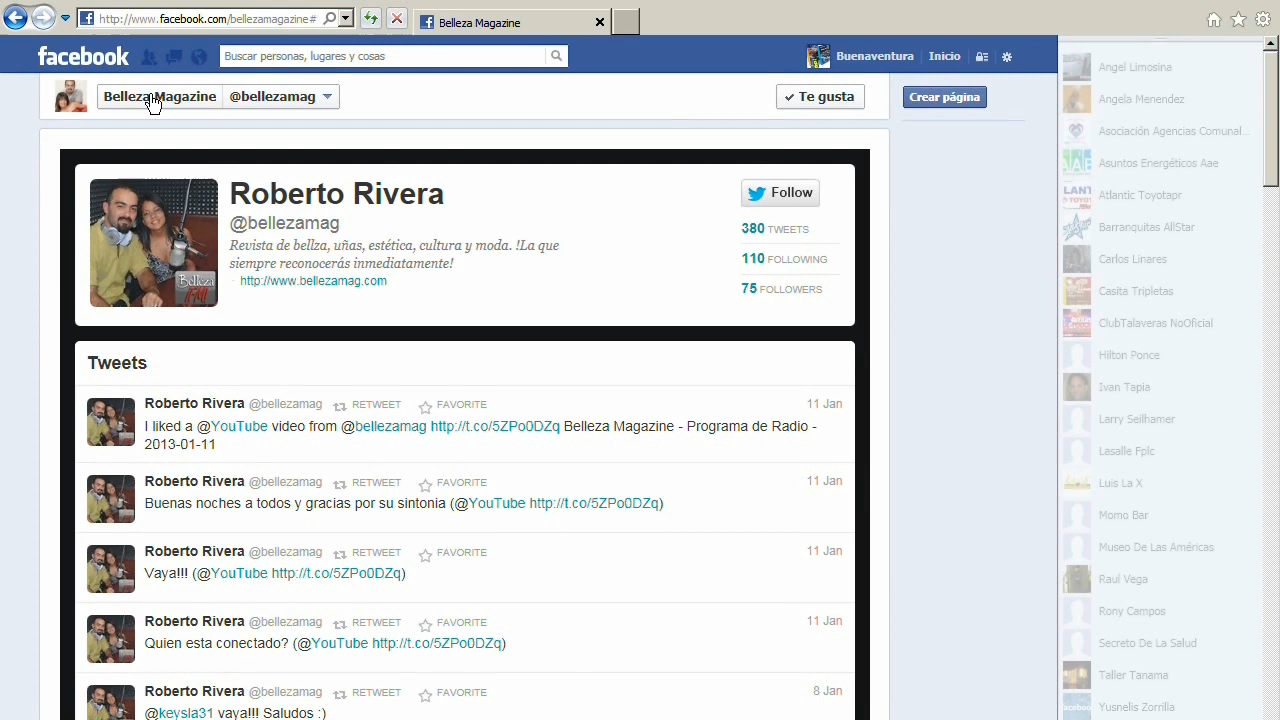 http://www.facebook.com/bellezamagazine#
Belleza Magazine
facebook
Buscar personas, lugares y cosas
Buenaventura
Inicio
Belleza Magazine
@bellezamag
Te gusta
Crear página
Roberto Rivera
@bellezamag
Revista de bellza, uñas, estética, cultura y moda. !La que
siempre reconocerás inmediatamente!
· http://www.bellezamag.com
Follow
380 TWEETS
110 FOLLOWING
75 FOLLOWERS
Belleza
Tweets
Roberto Rivera @bellezamag RETWEET FAVORITE 11 Jan
I liked a @YouTube video from @bellezamag http://t.co/5ZPo0DZq Belleza Magazine - Programa de Radio -
2013-01-11
Roberto Rivera @bellezamag RETWEET FAVORITE 11 Jan
Buenas noches a todos y gracias por su sintonia (@YouTube http://t.co/5ZPo0DZq)
Roberto Rivera @bellezamag RETWEET FAVORITE 11 Jan
Vaya!!! (@YouTube http://t.co/5ZPo0DZq)
Roberto Rivera @bellezamag RETWEET FAVORITE 11 Jan
Quien esta conectado? (@YouTube http://t.co/5ZPo0DZq)
Roberto Rivera @bellezamag RETWEET FAVORITE 8 Jan
@keysla31 vaya!!! Saludos :)
Angel Limosina
Angela Menendez
Asociación Agencias Comunal...
Asuntos Energéticos Aae
Atlantic Toyotapr
Barranquitas AllStar
Carlos Linares
Casita Tripletas
ClubTalaveras NoOficial
Hilton Ponce
Ivan Tapia
Larry Seilhamer
Lasalle Fplc
Luis La X
Momo Bar
Museo De Las Américas
Raul Vega
Rony Campos
Secreto De La Salud
Taller Tanama
Yusnelis Zorrilla